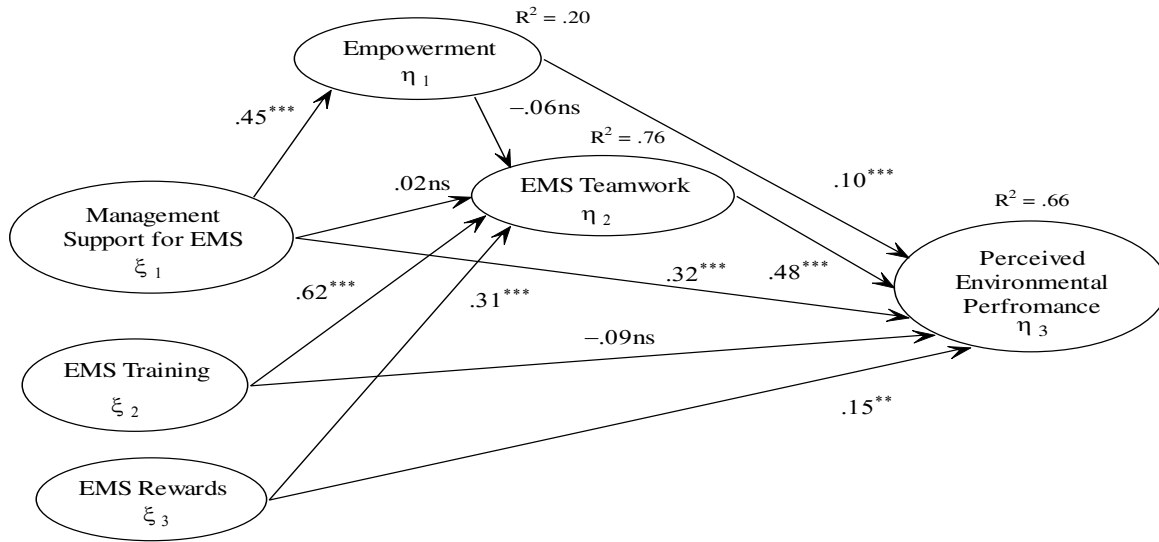 R² = .20
Empowerment
η 1
.45***
−.06ns
R² = .76
.02ns
EMS Teamwork
η 2
.10***
R² = .66
Management
Support for EMS
ξ 1
Perceived
Environmental
Perfromance
η 3
.62***
.31***
.32***
.48***
−.09ns
EMS Training
ξ 2
.15**
EMS Rewards
ξ 3